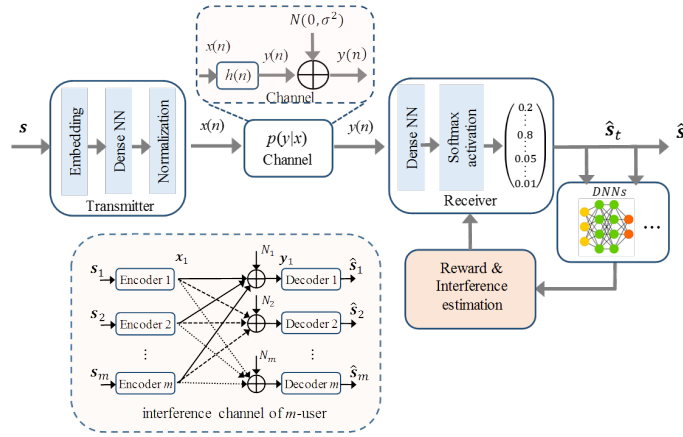 N(0, σ²)
x(n)
y(n)
y(n)
h(n)
Channel
s
Embedding
Dense NN
Normalization
Transmitter
x(n)
p(y|x)
Channel
y(n)
Dense NN
Softmax activation
0.2
⋮
0.8
⋮
0.05
⋮
0.01
Receiver
ŝₜ
ŝ
DNNs
...
Reward &
Interference
estimation
x₁
N₁
y₁
s₁
Encoder 1
Decoder 1
ŝ₁
N₂
s₂
Encoder 2
Decoder 2
ŝ₂
⋮
⋮
Nₘ
sₘ
Encoder m
Decoder m
ŝₘ
interference channel of m-user